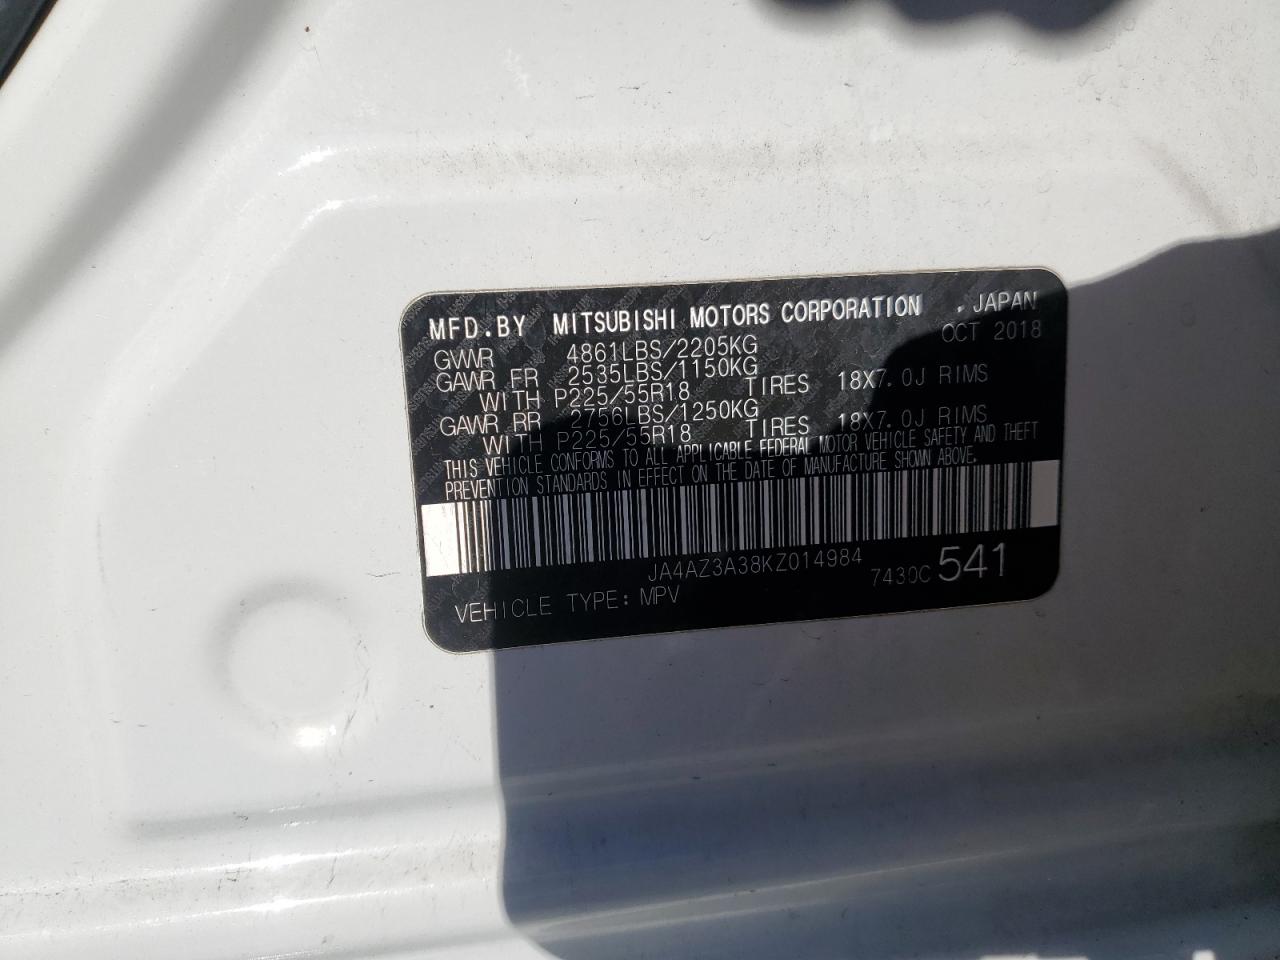 MFD.BY MITSUBISHI MOTORS CORPORATION . JAPAN
OCT 2018
GVWR 4861LBS/2205KG
GAWR FR 2535LBS/1150KG
WITH P225/55R18 TIRES 18X7.0J RIMS
GAWR RR 2756LBS/1250KG
WITH P225/55R18 TIRES 18X7.0J RIMS
THIS VEHICLE CONFORMS TO ALL APPLICABLE FEDERAL MOTOR VEHICLE SAFETY AND THEFT
PREVENTION STANDARDS IN EFFECT ON THE DATE OF MANUFACTURE SHOWN ABOVE.
JA4AZ3A38KZ014984
7430C 541
VEHICLE TYPE: MPV